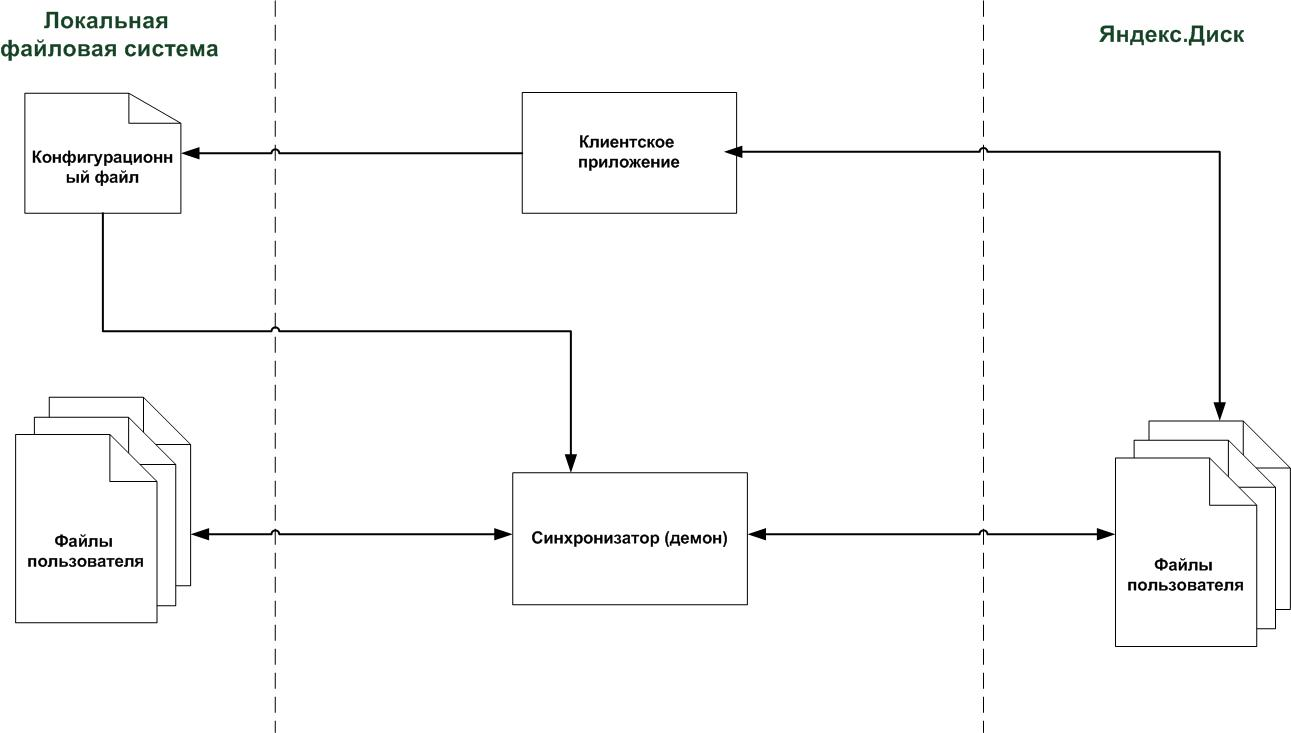 Локальная
файловая система
Яндекс.Диск
Конфигурационн
ый файл
Клиентское
приложение
Файлы
пользователя
Синхронизатор (демон)
Файлы
пользователя